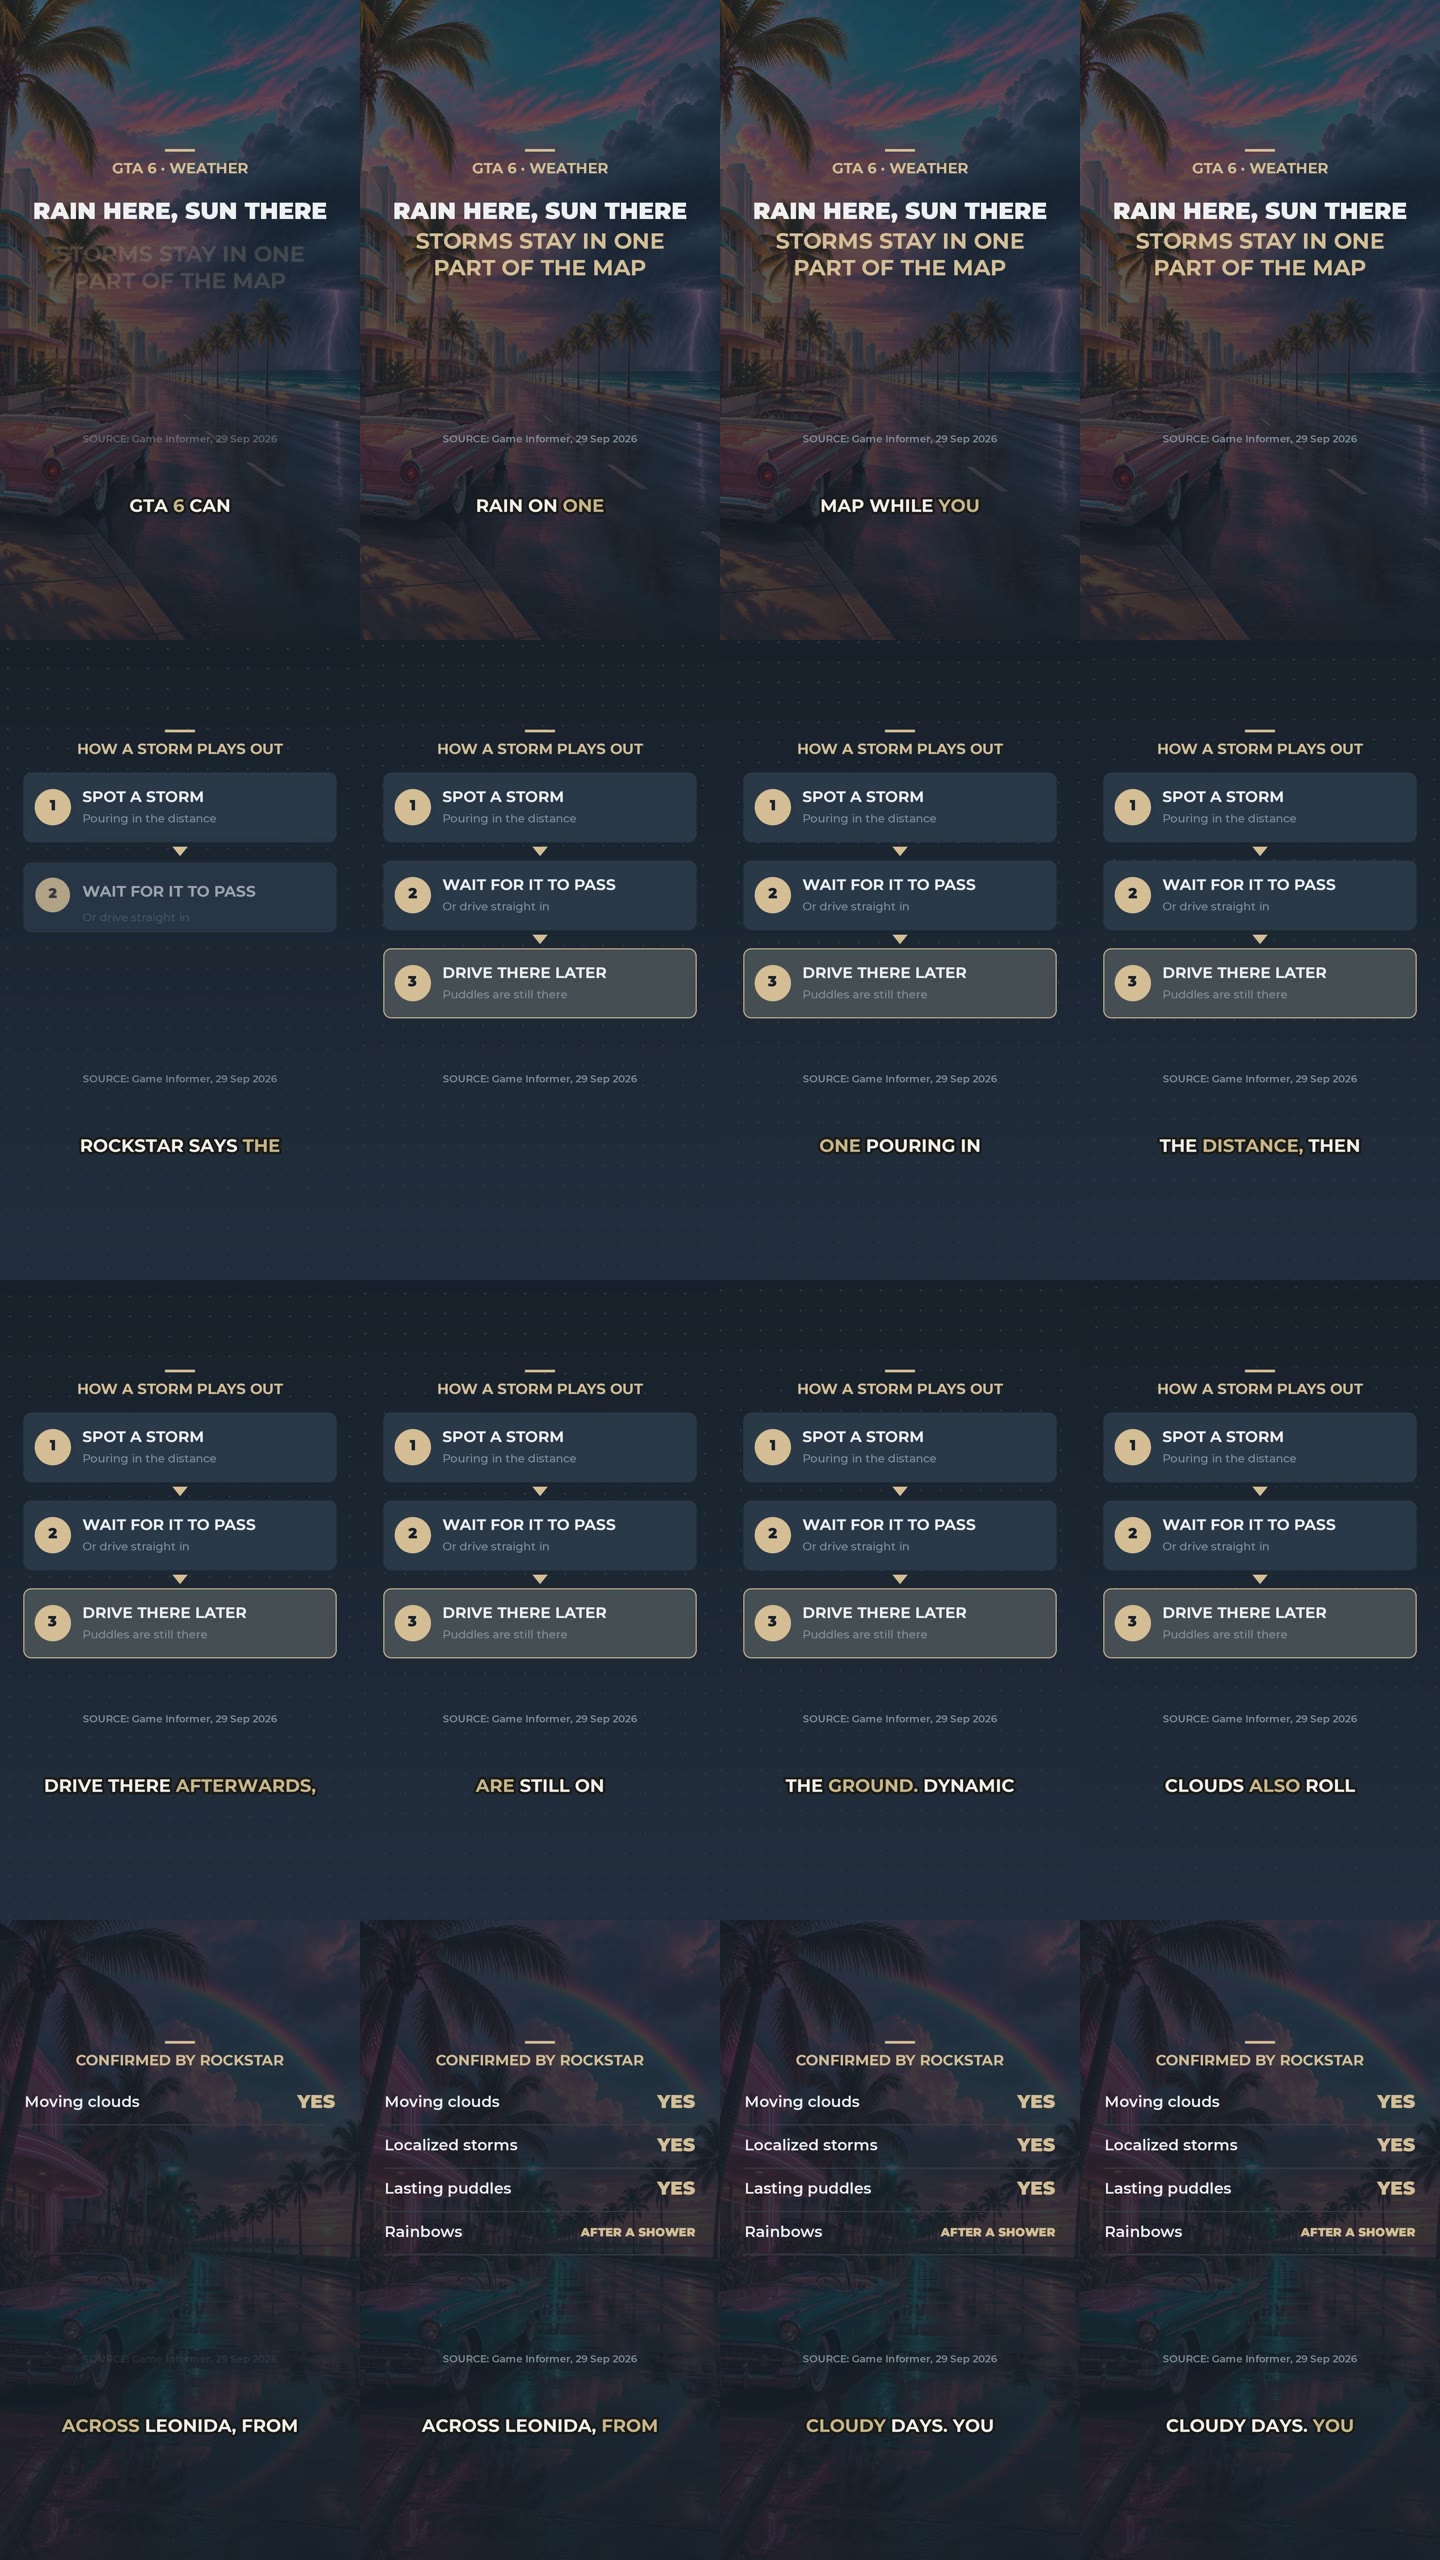 GTA 6 · WEATHER
RAIN HERE, SUN THERE
STORMS STAY IN ONE
PART OF THE MAP
SOURCE: Game Informer, 29 Sep 2026
GTA 6 CAN
GTA 6 · WEATHER
RAIN HERE, SUN THERE
STORMS STAY IN ONE
PART OF THE MAP
SOURCE: Game Informer, 29 Sep 2026
RAIN ON ONE
GTA 6 · WEATHER
RAIN HERE, SUN THERE
STORMS STAY IN ONE
PART OF THE MAP
SOURCE: Game Informer, 29 Sep 2026
MAP WHILE YOU
GTA 6 · WEATHER
RAIN HERE, SUN THERE
STORMS STAY IN ONE
PART OF THE MAP
SOURCE: Game Informer, 29 Sep 2026
HOW A STORM PLAYS OUT
1 SPOT A STORM
Pouring in the distance
2 WAIT FOR IT TO PASS
Or drive straight in
SOURCE: Game Informer, 29 Sep 2026
ROCKSTAR SAYS THE
HOW A STORM PLAYS OUT
1 SPOT A STORM
Pouring in the distance
2 WAIT FOR IT TO PASS
Or drive straight in
3 DRIVE THERE LATER
Puddles are still there
SOURCE: Game Informer, 29 Sep 2026
HOW A STORM PLAYS OUT
1 SPOT A STORM
Pouring in the distance
2 WAIT FOR IT TO PASS
Or drive straight in
3 DRIVE THERE LATER
Puddles are still there
SOURCE: Game Informer, 29 Sep 2026
ONE POURING IN
HOW A STORM PLAYS OUT
1 SPOT A STORM
Pouring in the distance
2 WAIT FOR IT TO PASS
Or drive straight in
3 DRIVE THERE LATER
Puddles are still there
SOURCE: Game Informer, 29 Sep 2026
THE DISTANCE, THEN
HOW A STORM PLAYS OUT
1 SPOT A STORM
Pouring in the distance
2 WAIT FOR IT TO PASS
Or drive straight in
3 DRIVE THERE LATER
Puddles are still there
SOURCE: Game Informer, 29 Sep 2026
DRIVE THERE AFTERWARDS,
HOW A STORM PLAYS OUT
1 SPOT A STORM
Pouring in the distance
2 WAIT FOR IT TO PASS
Or drive straight in
3 DRIVE THERE LATER
Puddles are still there
SOURCE: Game Informer, 29 Sep 2026
ARE STILL ON
HOW A STORM PLAYS OUT
1 SPOT A STORM
Pouring in the distance
2 WAIT FOR IT TO PASS
Or drive straight in
3 DRIVE THERE LATER
Puddles are still there
SOURCE: Game Informer, 29 Sep 2026
THE GROUND. DYNAMIC
HOW A STORM PLAYS OUT
1 SPOT A STORM
Pouring in the distance
2 WAIT FOR IT TO PASS
Or drive straight in
3 DRIVE THERE LATER
Puddles are still there
SOURCE: Game Informer, 29 Sep 2026
CLOUDS ALSO ROLL
CONFIRMED BY ROCKSTAR
Moving clouds YES
SOURCE: Game Informer, 29 Sep 2026
ACROSS LEONIDA, FROM
CONFIRMED BY ROCKSTAR
Moving clouds YES
Localized storms YES
Lasting puddles YES
Rainbows AFTER A SHOWER
SOURCE: Game Informer, 29 Sep 2026
ACROSS LEONIDA, FROM
CONFIRMED BY ROCKSTAR
Moving clouds YES
Localized storms YES
Lasting puddles YES
Rainbows AFTER A SHOWER
SOURCE: Game Informer, 29 Sep 2026
CLOUDY DAYS. YOU
CONFIRMED BY ROCKSTAR
Moving clouds YES
Localized storms YES
Lasting puddles YES
Rainbows AFTER A SHOWER
SOURCE: Game Informer, 29 Sep 2026
CLOUDY DAYS. YOU